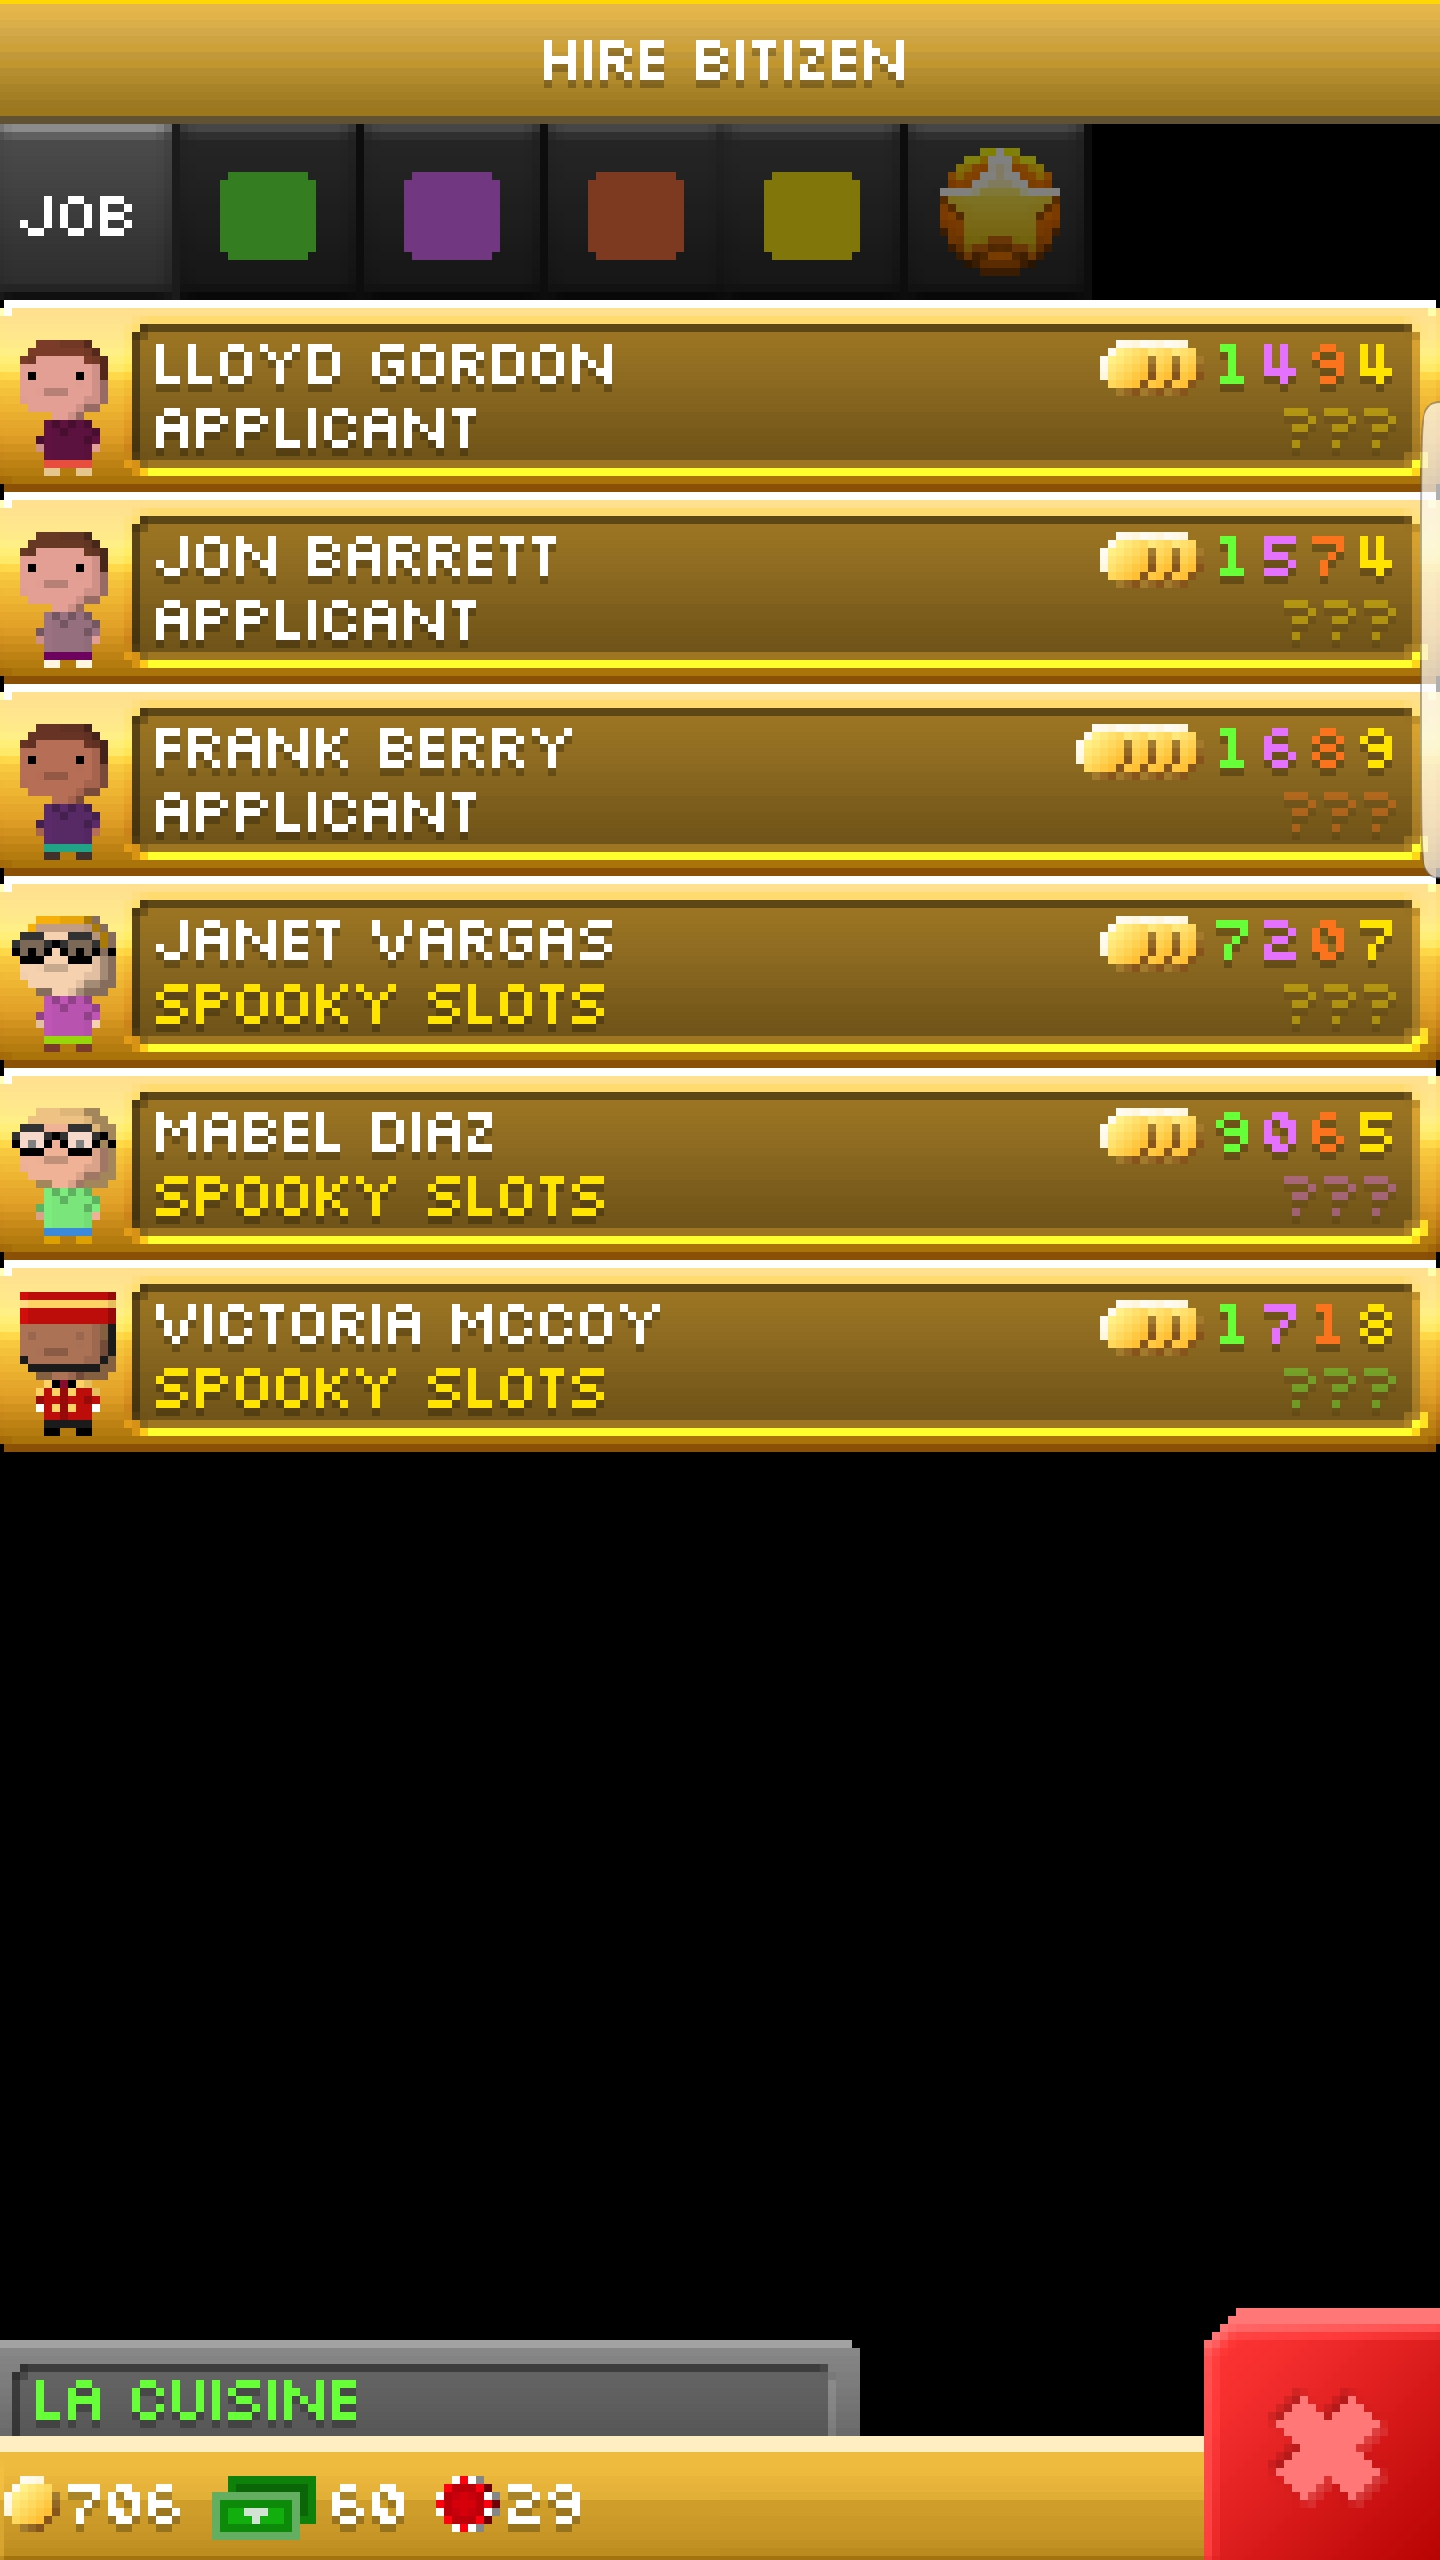 HIRE BITIZEN
JOB
LLOYD GORDON 1494
APPLICANT ???
JON BARRETT 1574
APPLICANT ???
FRANK BERRY 1689
APPLICANT ???
JANET VARGAS 7207
SPOOKY SLOTS ???
MABEL DIAZ 9065
SPOOKY SLOTS ???
VICTORIA MCCOY 1718
SPOOKY SLOTS ???
LA CUISINE
706 60 29